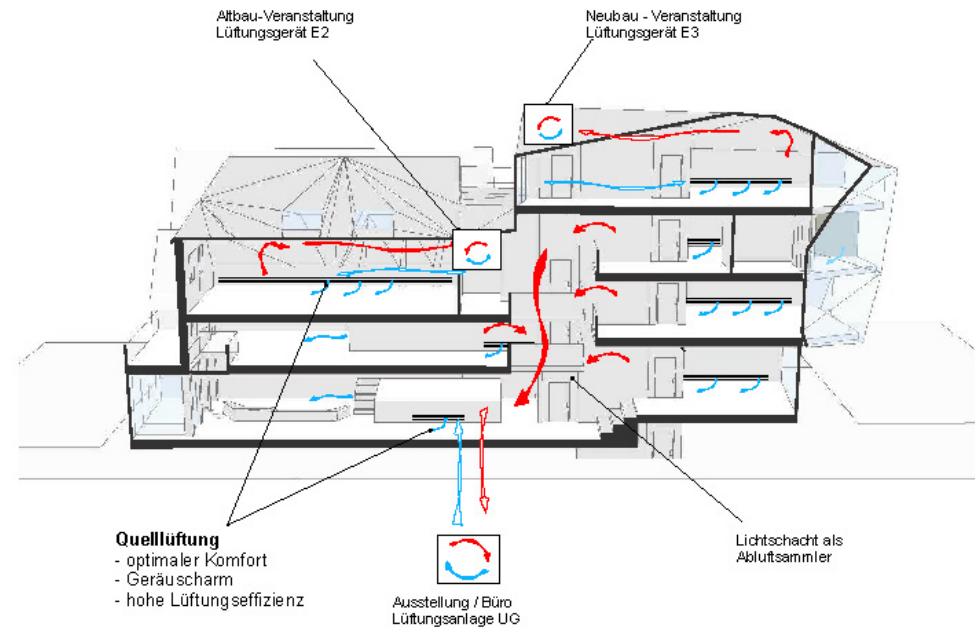 Altbau-Veranstaltung
Lüftungsgerät E2
Neubau - Veranstaltung
Lüftungsgerät E3
Quelllüftung
- optimaler Komfort
- Geräuscharm
- hohe Lüftungseffizienz
Ausstellung / Büro
Lüftungsanlage UG
Lichtschacht als
Abluftsammler